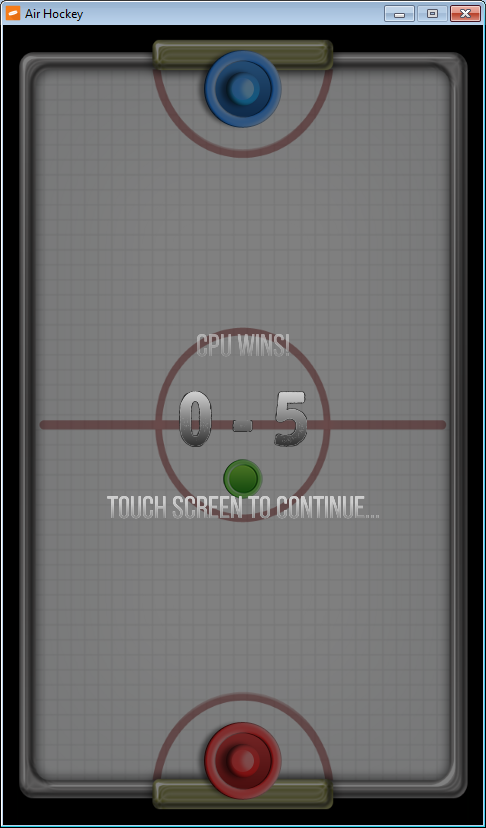 Air Hockey
CPU WINS!
0 - 5
TOUCH SCREEN TO CONTINUE...